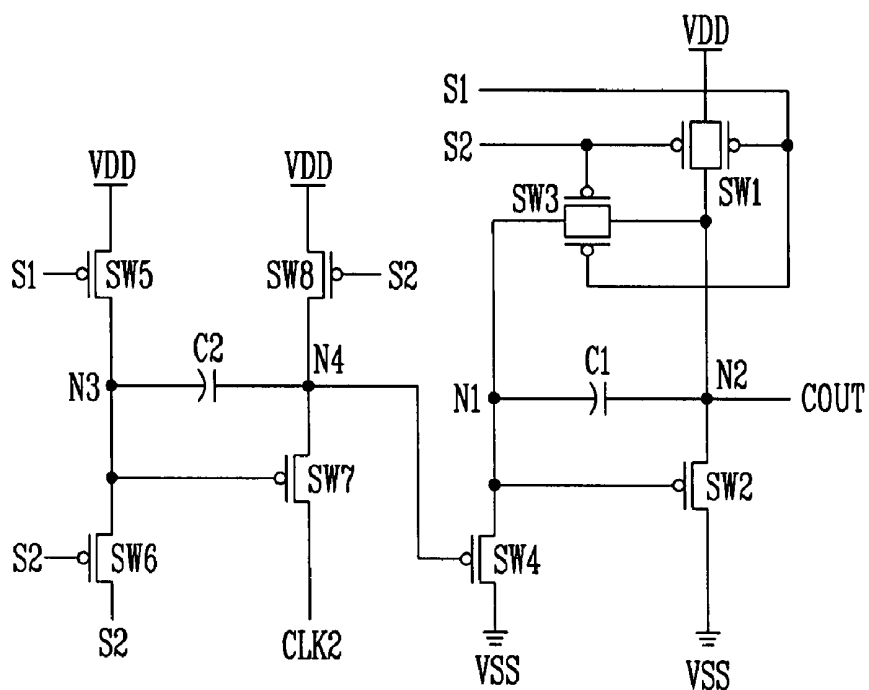 VDD
S1
S2
SW1
SW3
VDD
VDD
S1
SW5
SW8
S2
C2
N3
N4
C1
N1
N2
COUT
SW7
SW2
S2
SW6
SW4
S2
CLK2
VSS
VSS